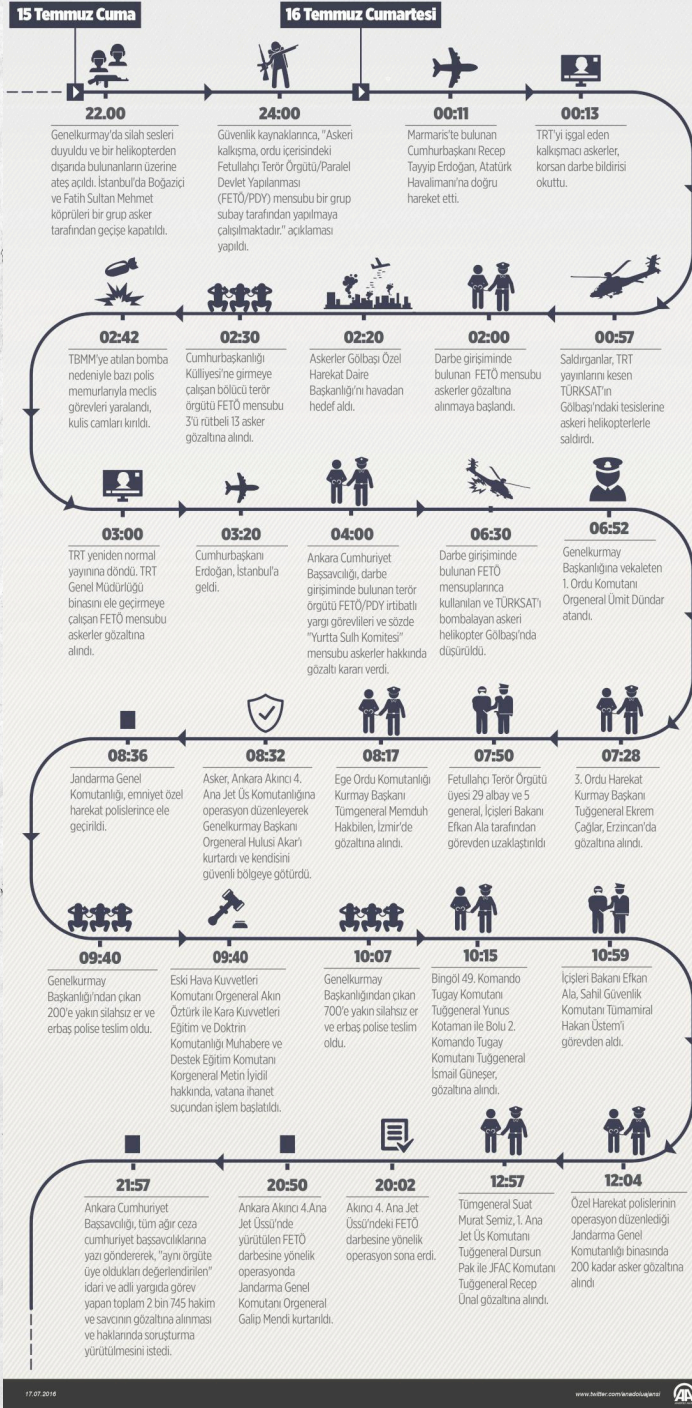 15 Temmuz Cuma
16 Temmuz Cumartesi
22.00
Genelkurmay'da silah sesleri
duyuldu ve bir helikopterden
dışarıda bulunanların üzerine
ateş açıldı. İstanbul'da Boğaziçi
ve Fatih Sultan Mehmet
köprüleri bir grup asker
tarafından geçişe kapatıldı.
24:00
Güvenlik kaynaklarınca, "Askeri
kalkışma, ordu içerisindeki
Fetullahçı Terör Örgütü/Paralel
Devlet Yapılanması
(FETÖ/PDY) mensubu bir grup
subay tarafından yapılmaya
çalışılmaktadır." açıklaması
yapıldı.
00:11
Marmaris'te bulunan
Cumhurbaşkanı Recep
Tayyip Erdoğan, Atatürk
Havalimanı'na doğru
hareket etti.
00:13
TRT'yi işgal eden
kalkışmacı askerler,
korsan darbe bildirisi
okuttu.
00:57
Saldırganlar, TRT
yayınlarını kesen
TÜRKSAT'ın
Gölbaşı'ndaki tesislerine
askeri helikopterlerle
saldırdı.
02:00
Darbe girişiminde
bulunan FETÖ mensubu
askerler gözaltına
alınmaya başlandı.
02:20
Askerler Gölbaşı Özel
Harekat Daire
Başkanlığı'nı havadan
hedef aldı.
02:30
Cumhurbaşkanlığı
Külliyesi'ne girmeye
çalışan bölücü terör
örgütü FETÖ mensubu
3'ü rütbeli 13 asker
gözaltına alındı.
02:42
TBMM'ye atılan bomba
nedeniyle bazı polis
memurlarıyla meclis
görevleri yaralandı,
kulis camları kırıldı.
03:00
TRT yeniden normal
yayınına döndü. TRT
Genel Müdürlüğü
binasını ele geçirmeye
çalışan FETÖ mensubu
askerler gözaltına
alındı.
03:20
Cumhurbaşkanı
Erdoğan, İstanbul'a
geldi.
04:00
Ankara Cumhuriyet
Başsavcılığı, darbe
girişiminde bulunan terör
örgütü FETÖ/PDY irtibatlı
yargı görevlileri ve sözde
"Yurtta Sulh Komitesi"
mensubu askerler hakkında
gözaltı kararı verdi.
06:30
Darbe girişiminde
bulunan FETÖ
mensuplarınca
kullanılan ve TÜRKSAT'ı
bombalayan askeri
helikopter Gölbaşı'nda
düşürüldü.
06:52
Genelkurmay
Başkanlığına vekaleten
1. Ordu Komutanı
Orgeneral Ümit Dündar
atandı.
07:28
3. Ordu Harekat
Kurmay Başkanı
Tuğgeneral Ekrem
Çağlar, Erzincan'da
gözaltına alındı.
07:50
Fetullahçı Terör Örgütü
üyesi 29 albay ve 5
general, İçişleri Bakanı
Efkan Ala tarafından
görevden uzaklaştırıldı
08:17
Ege Ordu Komutanlığı
Kurmay Başkanı
Tümgeneral Memduh
Hakbilen, İzmir'de
gözaltına alındı.
08:32
Asker, Ankara Akıncı 4.
Ana Jet Üs Komutanlığına
operasyon düzenleyerek
Genelkurmay Başkanı
Orgeneral Hulusi Akar'ı
kurtardı ve kendisini
güvenli bölgeye götürdü.
08:36
Jandarma Genel
Komutanlığı, emniyet özel
harekat polislerince ele
geçirildi.
09:40
Genelkurmay
Başkanlığı'ndan çıkan
200'e yakın silahsız er ve
erbaş polise teslim oldu.
09:40
Eski Hava Kuvvetleri
Komutanı Orgeneral Akın
Öztürk ile Kara Kuvvetleri
Eğitim ve Doktrin
Komutanlığı Muhabere ve
Destek Eğitim Komutanı
Korgeneral Metin İyidil
hakkında, vatana ihanet
suçundan işlem başlatıldı.
10:07
Genelkurmay
Başkanlığından çıkan
700'e yakın silahsız er
ve erbaş polise teslim
oldu.
10:15
Bingöl 49. Komando
Tugay Komutanı
Tuğgeneral Yunus
Kotaman ile Bolu 2.
Komando Tugay
Komutanı Tuğgeneral
İsmail Güneşer,
gözaltına alındı.
10:59
İçişleri Bakanı Efkan
Ala, Sahil Güvenlik
Komutanı Tümamiral
Hakan Üstem'i
görevden aldı.
12:04
Özel Harekat polislerinin
operasyon düzenlediği
Jandarma Genel
Komutanlığı binasında
200 kadar asker gözaltına
alındı
12:57
Tümgeneral Suat
Murat Semiz, 1. Ana
Jet Üs Komutanı
Tuğgeneral Dursun
Pak ile JFAC Komutanı
Tuğgeneral Recep
Ünal gözaltına alındı.
20:02
Akıncı 4. Ana Jet
Üssü'ndeki FETÖ
darbesine yönelik
operasyon sona erdi.
20:50
Ankara Akıncı 4.Ana
Jet Üssü'nde
yürütülen FETÖ
darbesine yönelik
operasyonda
Jandarma Genel
Komutanı Orgeneral
Galip Mendi kurtarıldı.
21:57
Ankara Cumhuriyet
Başsavcılığı, tüm ağır ceza
cumhuriyet başsavcılıklarına
yazı göndererek, "aynı örgüte
üye oldukları değerlendirilen"
idari ve adli yargıda görev
yapan toplam 2 bin 745 hakim
ve savcının gözaltına alınması
ve haklarında soruşturma
yürütülmesini istedi.
17.07.2016
www.twitter.com/anadoluajansi
AA